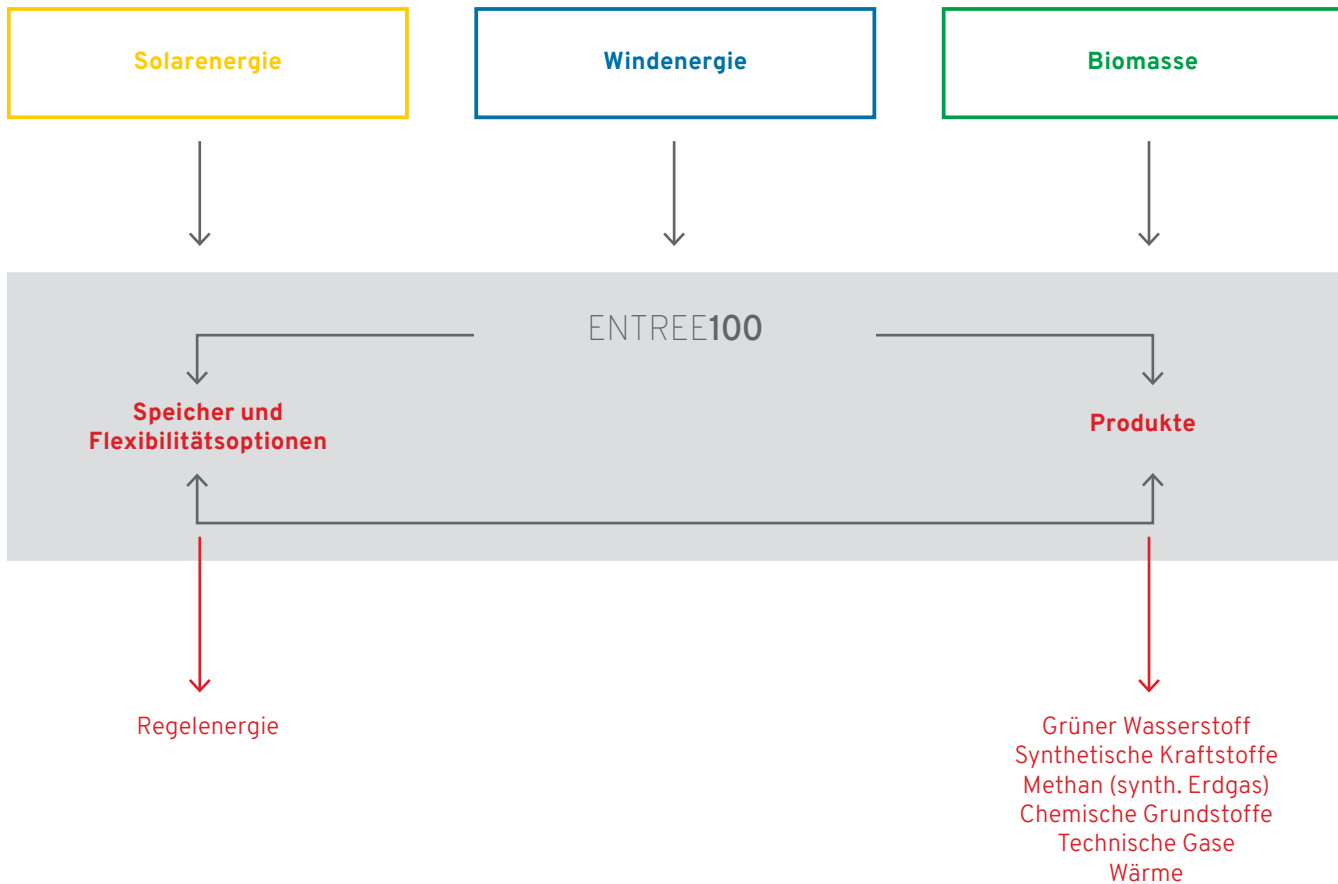 Solarenergie
Windenergie
Biomasse
ENTREE100
Speicher und
Flexibilitätsoptionen
Produkte
Regelenergie
Grüner Wasserstoff
Synthetische Kraftstoffe
Methan (synth. Erdgas)
Chemische Grundstoffe
Technische Gase
Wärme